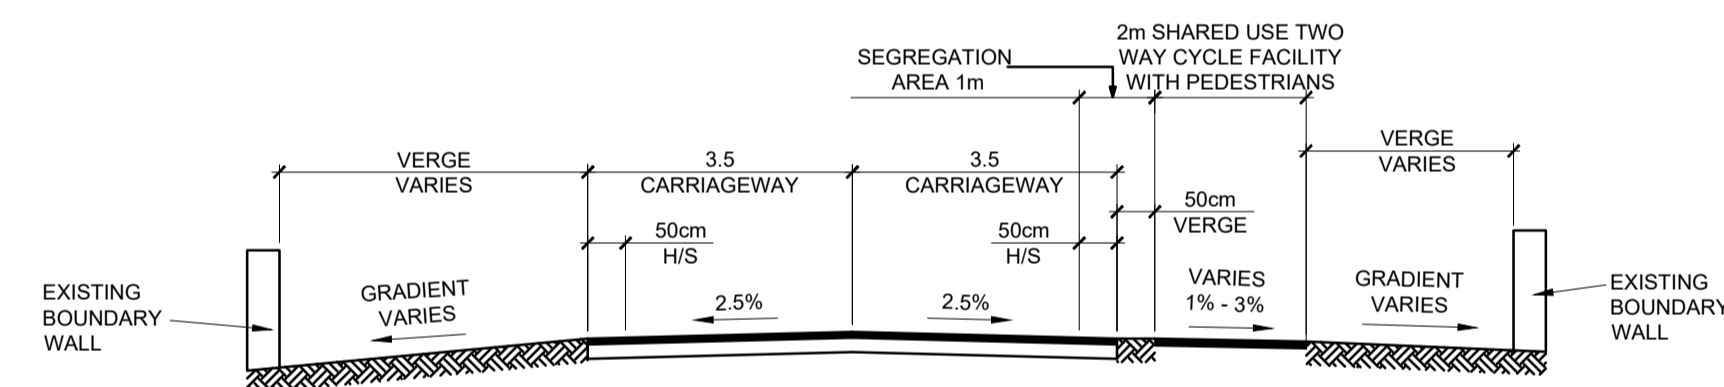 2m SHARED USE TWO
WAY CYCLE FACILITY
WITH PEDESTRIANS
SEGREGATION
AREA 1m
VERGE
VARIES
3.5
CARRIAGEWAY
3.5
CARRIAGEWAY
VERGE
VARIES
50cm
H/S
50cm
H/S
50cm
VERGE
EXISTING
BOUNDARY
WALL
GRADIENT
VARIES
2.5%
2.5%
VARIES
1% - 3%
GRADIENT
VARIES
EXISTING
BOUNDARY
WALL